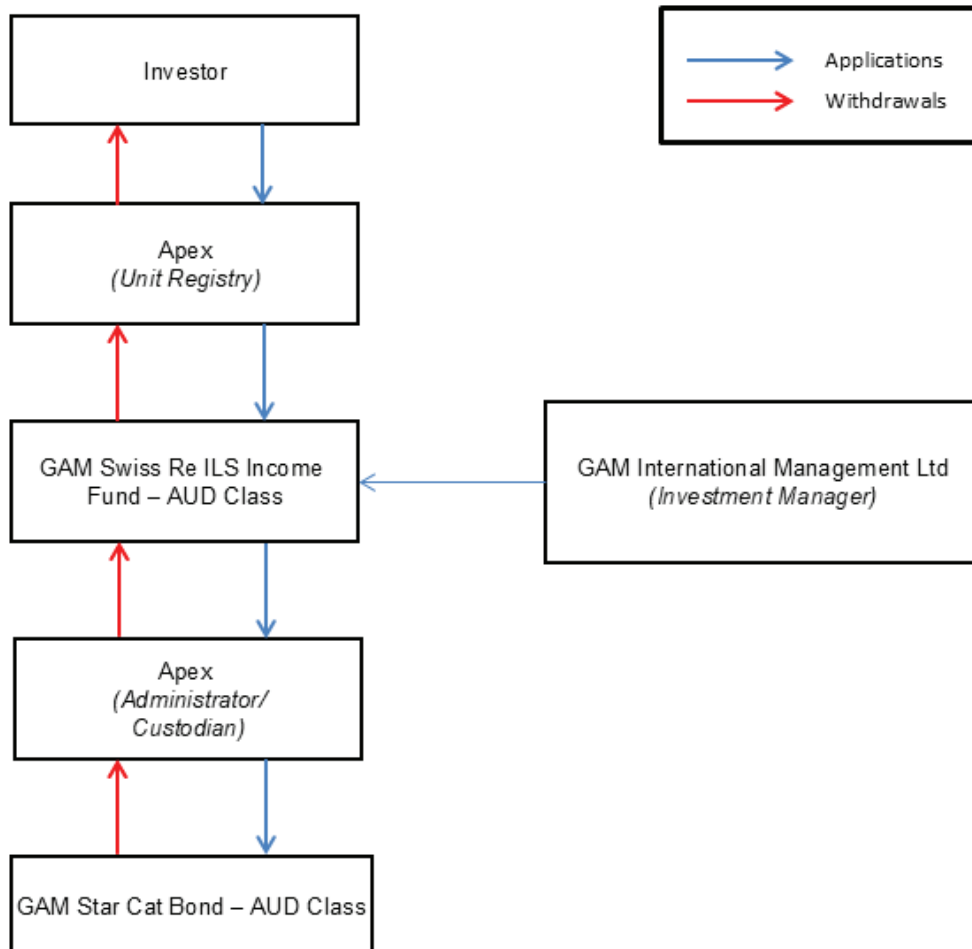 Investor
Applications
Withdrawals
Apex
(Unit Registry)
GAM Swiss Re ILS Income
Fund – AUD Class
GAM International Management Ltd
(Investment Manager)
Apex
(Administrator/
Custodian)
GAM Star Cat Bond – AUD Class